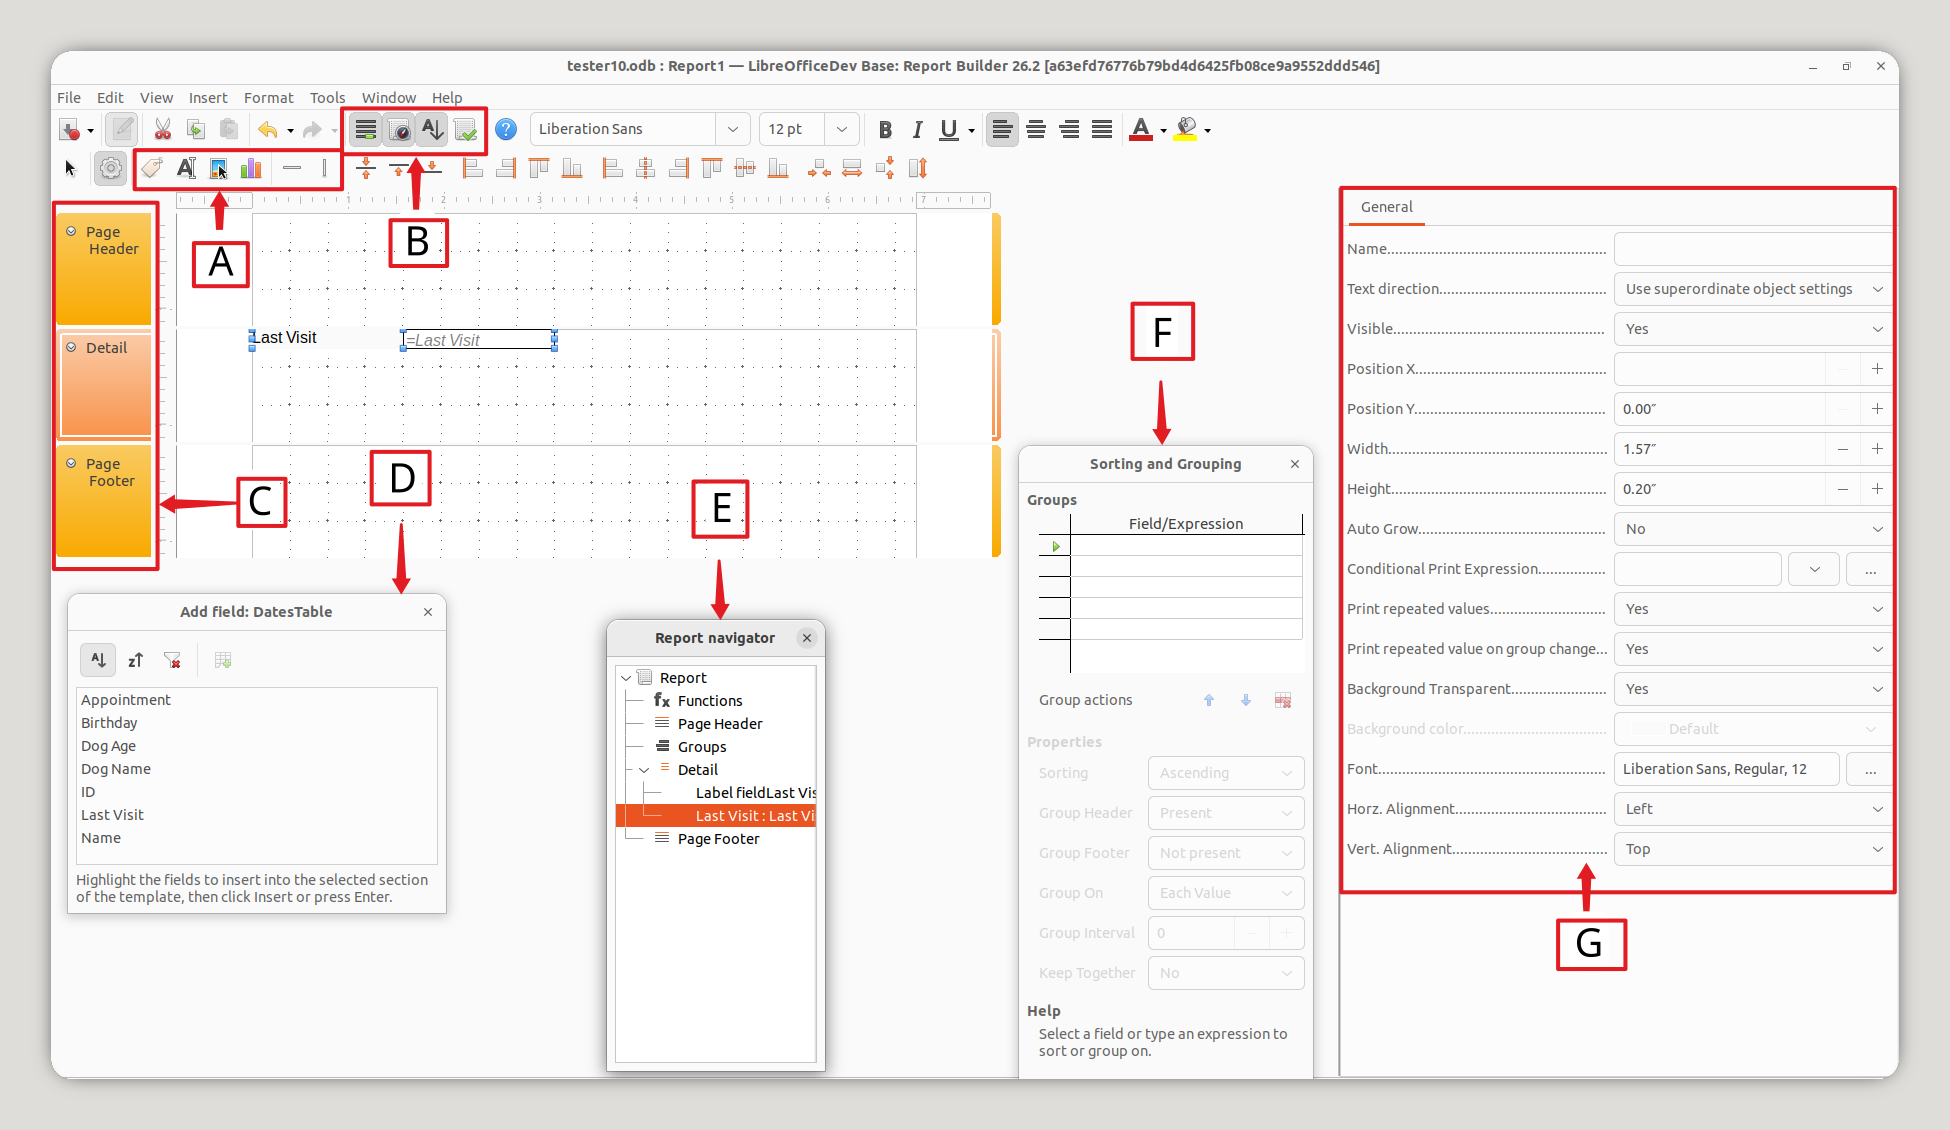 tester10.odb : Report1 — LibreOfficeDev Base: Report Builder 26.2 [a63efd76776b79bd4d6425fb08ce9a9552ddd546]
File Edit View Insert Format Tools Window Help
Liberation Sans 12 pt B I U A
A
1 2 3 4 5 6 7
A
B
C
D
E
F
G
Page
Header
Detail
Page
Footer
Last Visit =Last Visit
Add field: DatesTable
Appointment
Birthday
Dog Age
Dog Name
ID
Last Visit
Name
Highlight the fields to insert into the selected section
of the template, then click Insert or press Enter.
Report navigator
Report
fx Functions
Page Header
Groups
Detail
Label fieldLast Vis
Last Visit : Last Vi
Page Footer
Sorting and Grouping
Groups
Field/Expression
Group actions
Properties
Sorting Ascending
Group Header Present
Group Footer Not present
Group On Each Value
Group Interval 0
Keep Together No
Help
Select a field or type an expression to
sort or group on.
General
Name
Text direction Use superordinate object settings
Visible Yes
Position X
Position Y 0.00″
Width 1.57″
Height 0.20″
Auto Grow No
Conditional Print Expression ...
Print repeated values Yes
Print repeated value on group change... Yes
Background Transparent Yes
Background color Default
Font Liberation Sans, Regular, 12 ...
Horz. Alignment Left
Vert. Alignment Top